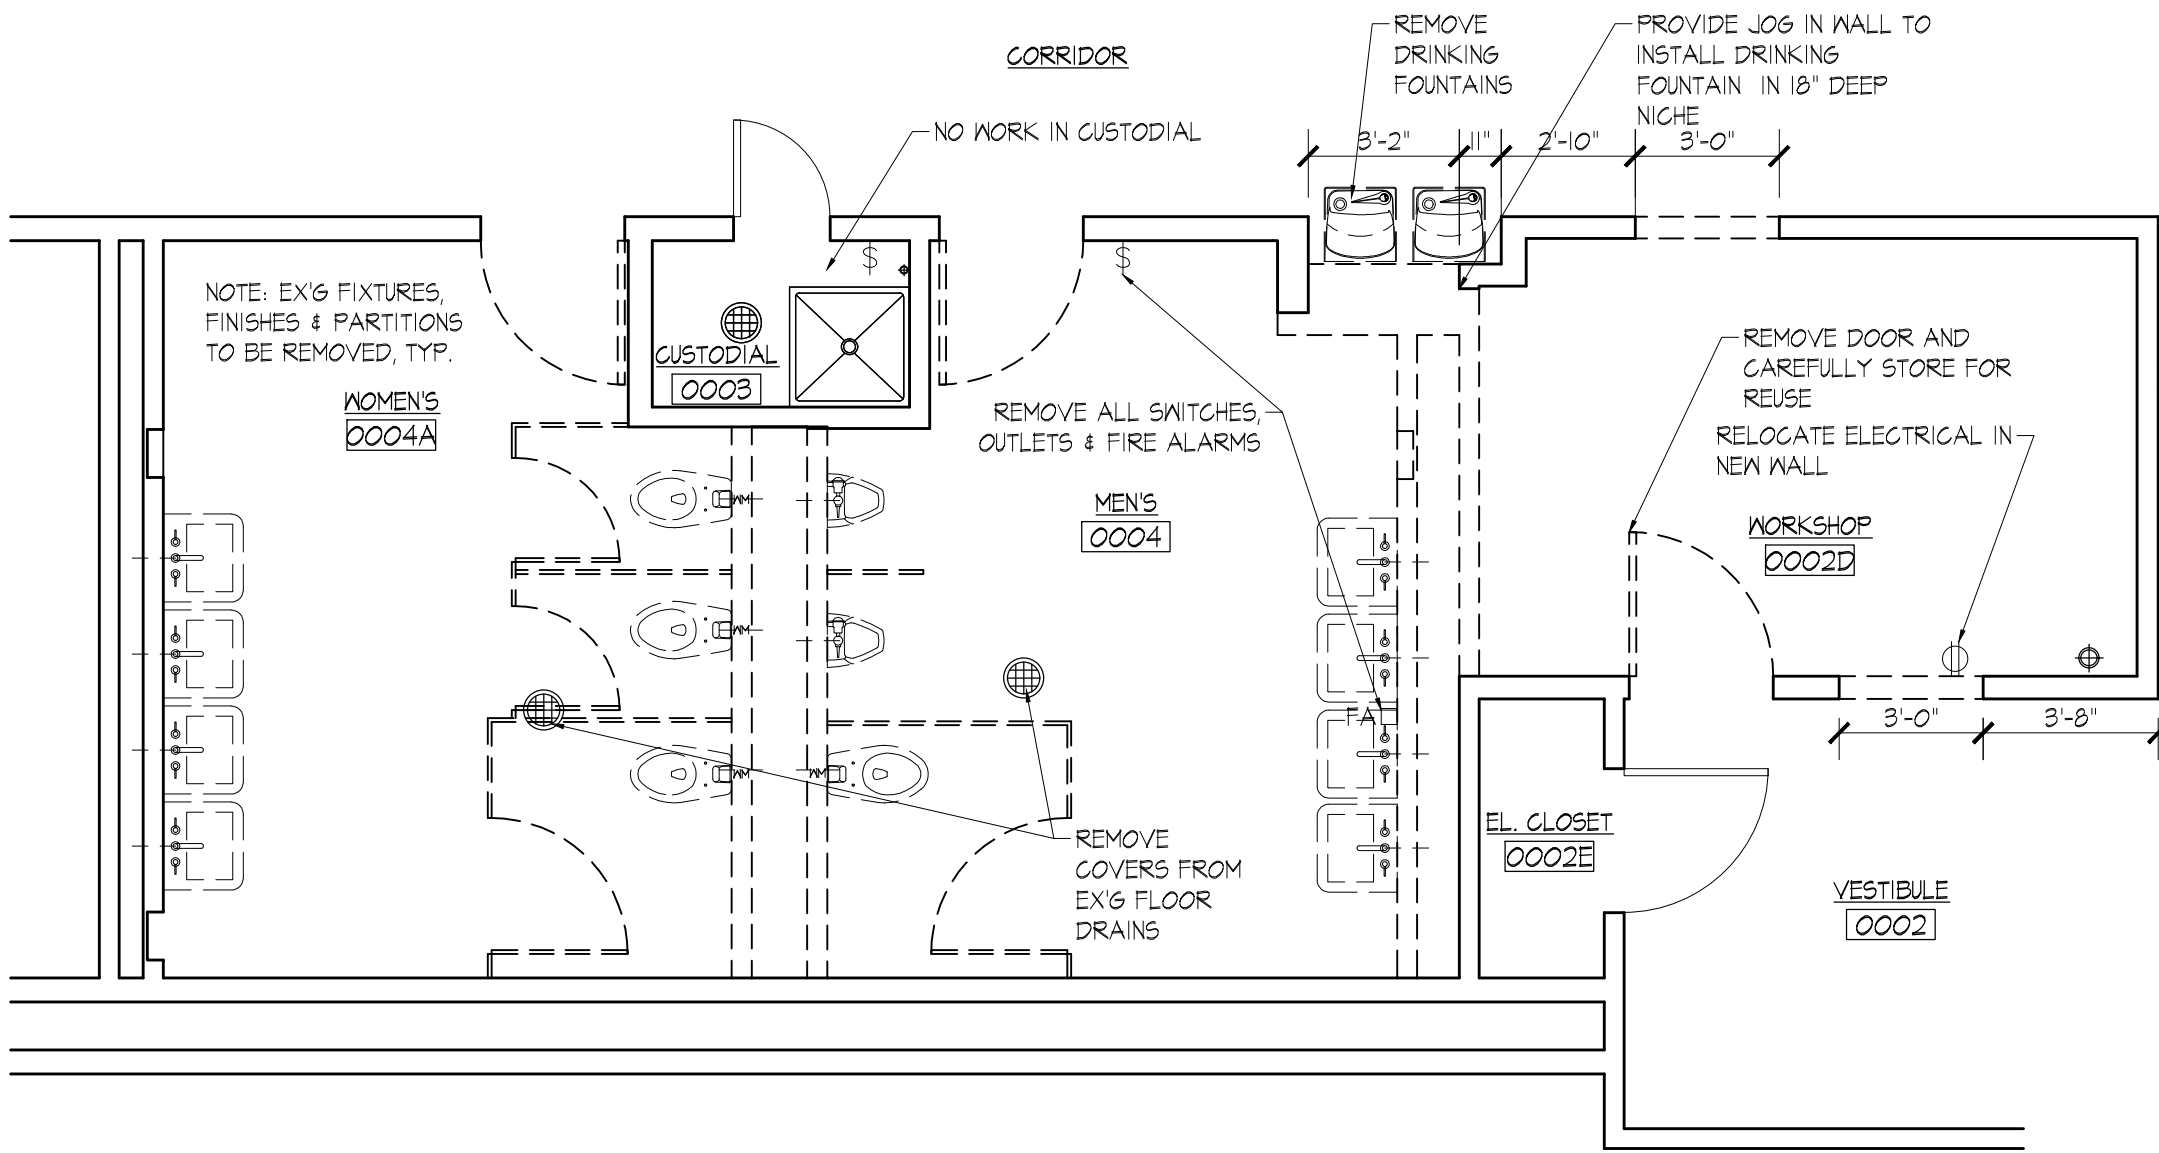 CORRIDOR
REMOVE
DRINKING
FOUNTAINS
PROVIDE JOG IN WALL TO
INSTALL DRINKING
FOUNTAIN IN 18" DEEP
NICHE
NO WORK IN CUSTODIAL
3'-2"
11"
2'-10"
3'-0"
$
$
NOTE: EX'G FIXTURES,
FINISHES & PARTITIONS
TO BE REMOVED, TYP.
WOMEN'S
0004A
CUSTODIAL
0003
REMOVE ALL SWITCHES,
OUTLETS & FIRE ALARMS
MEN'S
0004
REMOVE DOOR AND
CAREFULLY STORE FOR
REUSE
RELOCATE ELECTRICAL IN
NEW WALL
WORKSHOP
0002D
WM
WM
WM
WM
FA
3'-0"
3'-8"
REMOVE
COVERS FROM
EX'G FLOOR
DRAINS
EL. CLOSET
0002E
VESTIBULE
0002